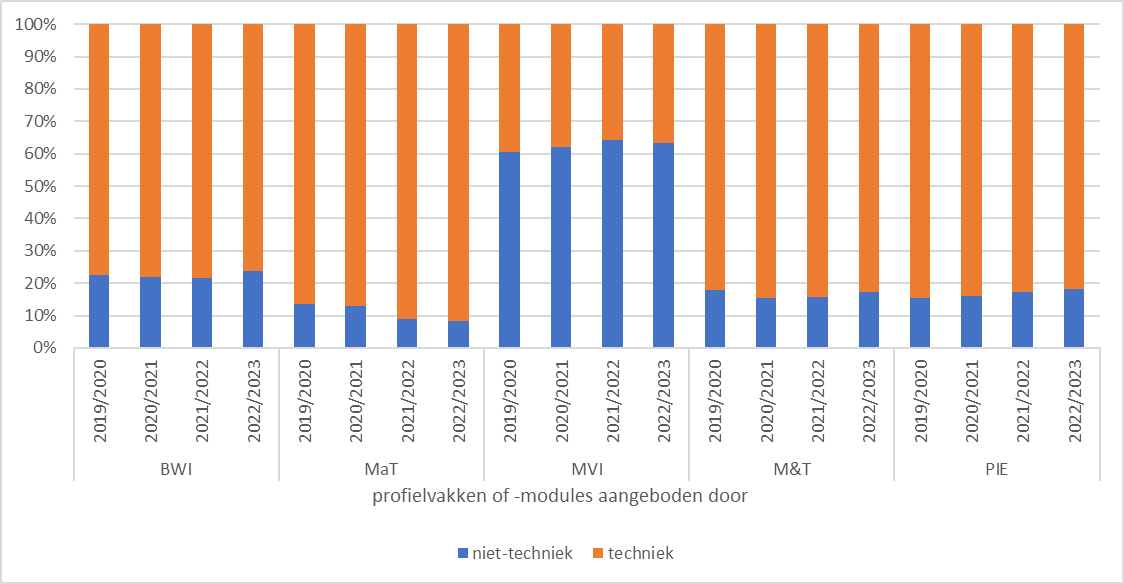 100%
90%
80%
70%
60%
50%
40%
30%
20%
10%
0%
2019/2020 2020/2021 2021/2022 2022/2023 2019/2020 2020/2021 2021/2022 2022/2023 2019/2020 2020/2021 2021/2022 2022/2023 2019/2020 2020/2021 2021/2022 2022/2023 2019/2020 2020/2021 2021/2022 2022/2023
BWI MaT MVI M&T PIE
profielvakken of -modules aangeboden door
niet-techniek techniek